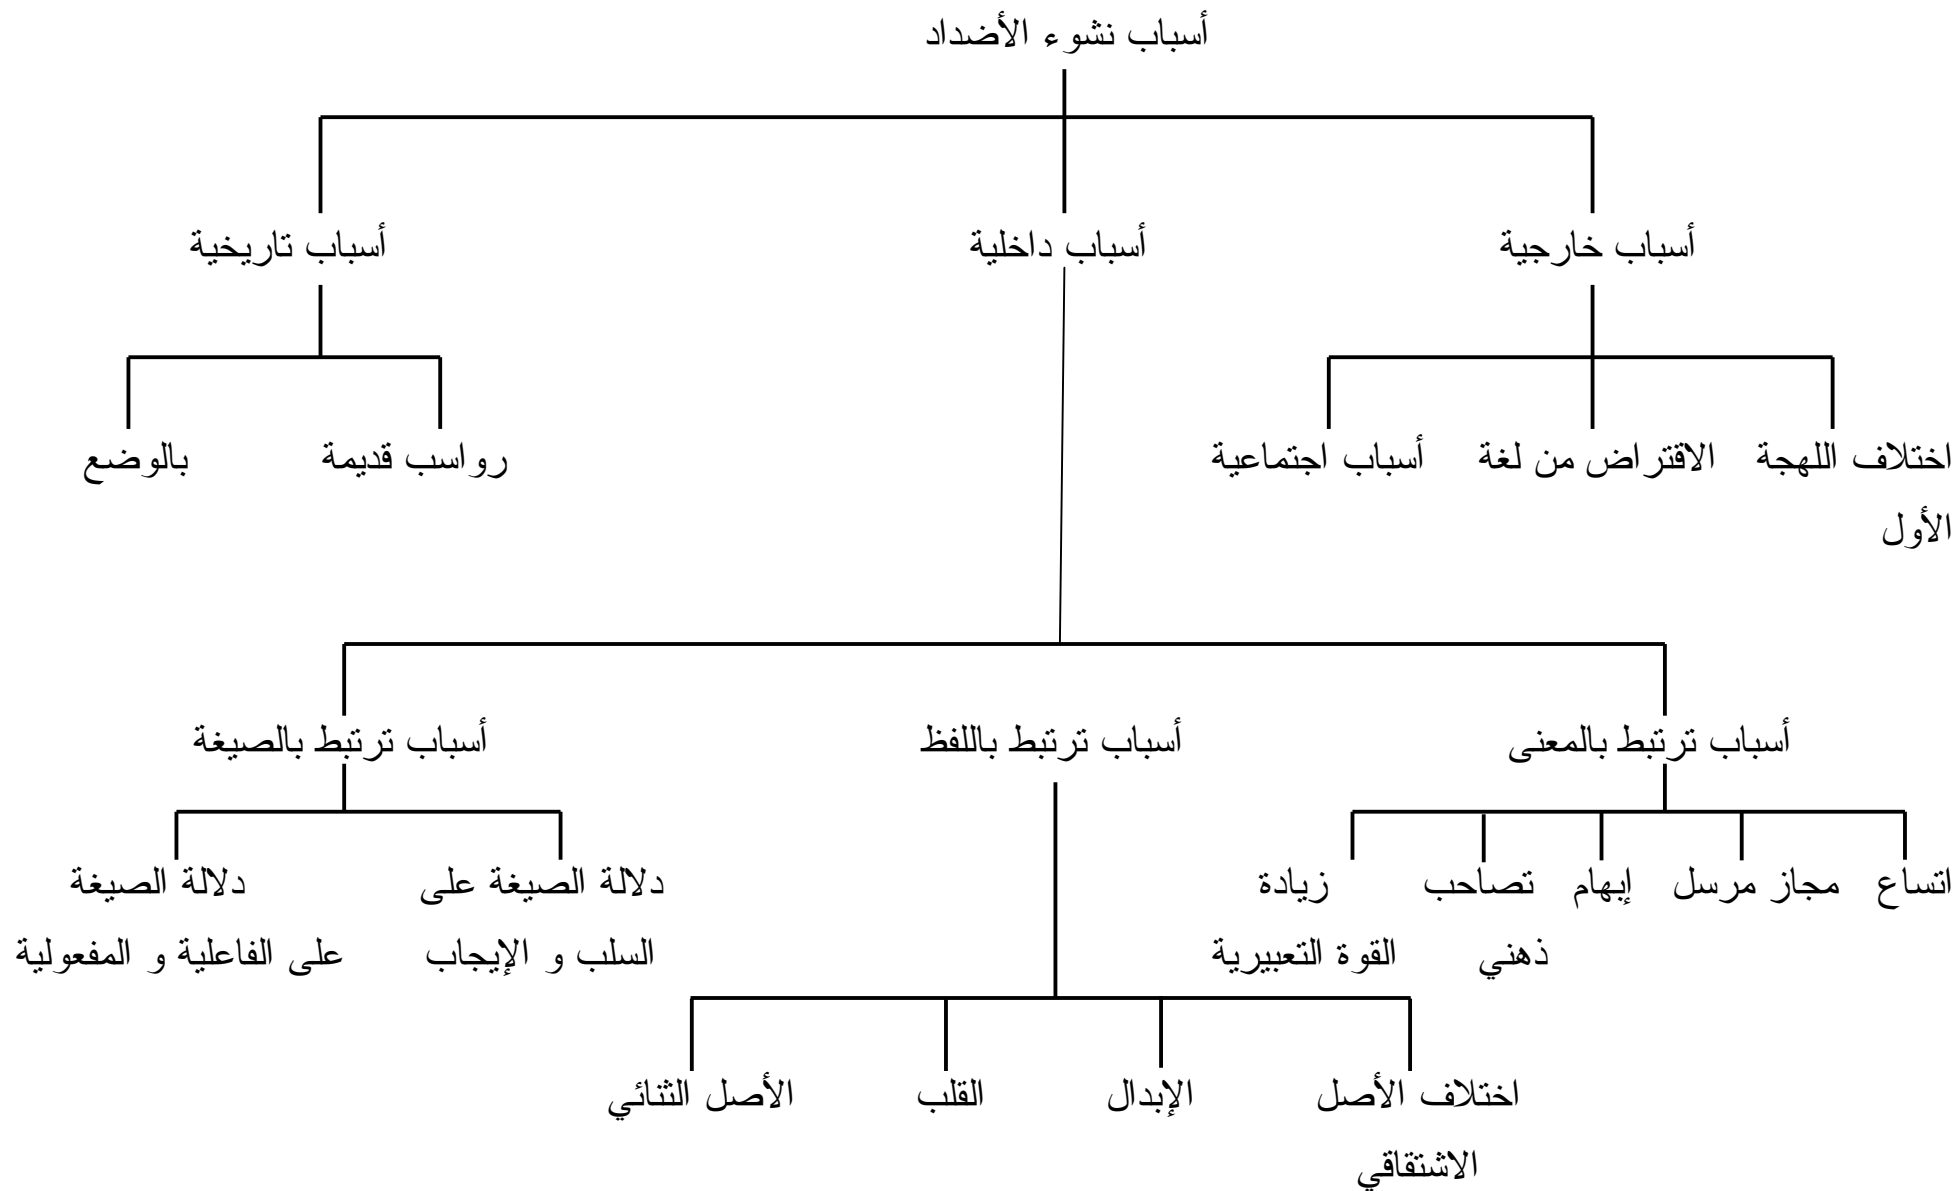 أسباب نشوء الأضداد
أسباب خارجية
أسباب داخلية
أسباب تاريخية
اختلاف اللهجة
الاقتراض من لغة
أسباب اجتماعية
رواسب قديمة
بالوضع
الأول
أسباب ترتبط بالمعنى
أسباب ترتبط باللفظ
أسباب ترتبط بالصيغة
اتساع
مجاز مرسل
إبهام
تصاحب
زيادة
دلالة الصيغة على
دلالة الصيغة
ذهني
القوة التعبيرية
السلب و الإيجاب
على الفاعلية و المفعولية
اختلاف الأصل
الإبدال
القلب
الأصل الثنائي
الاشتقاقي